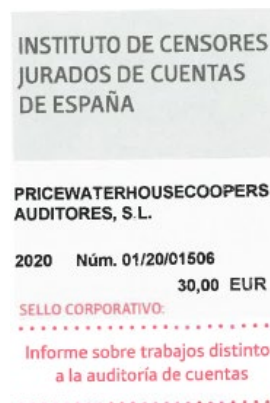 INSTITUTO DE CENSORES
JURADOS DE CUENTAS
DE ESPAÑA
PRICEWATERHOUSECOOPERS
AUDITORES, S.L.
2020 Núm. 01/20/01506
30,00 EUR
SELLO CORPORATIVO:
Informe sobre trabajos distinto
a la auditoría de cuentas